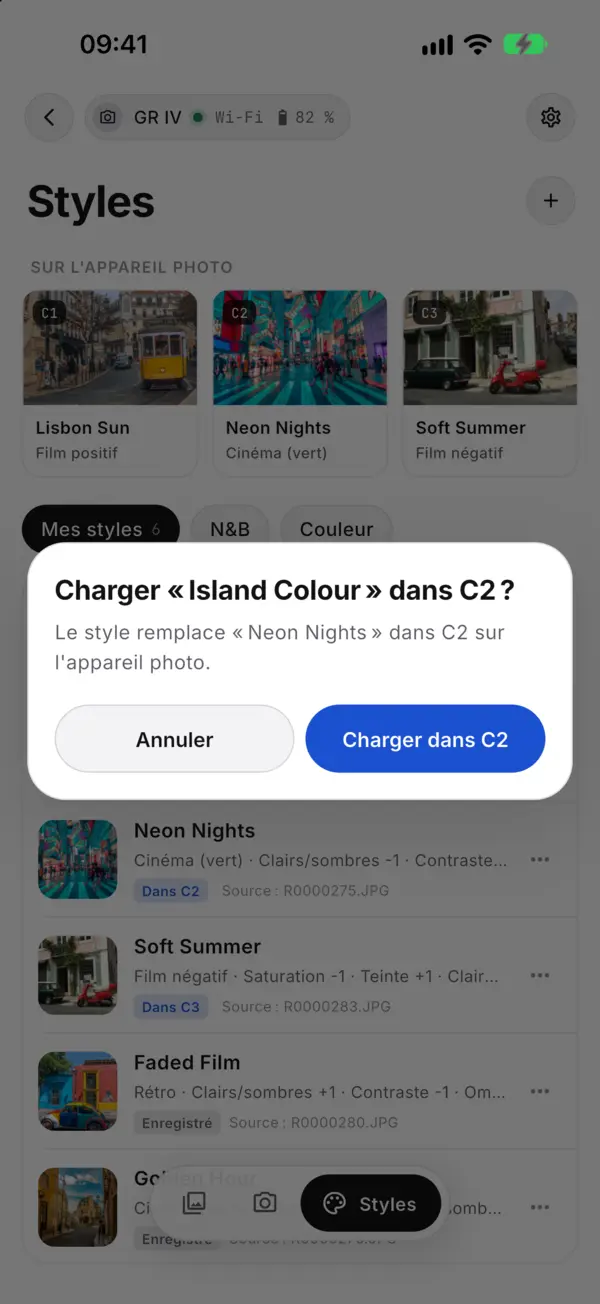 09:41
GR IV Wi-Fi 82 %
Styles
SUR L'APPAREIL PHOTO
C1
C2
C3
Lisbon Sun
Film positif
Neon Nights
Cinéma (vert)
Soft Summer
Film négatif
Mes styles 6
N&B
Couleur
Charger « Island Colour » dans C2 ?
Le style remplace « Neon Nights » dans C2 sur
l'appareil photo.
Annuler
Charger dans C2
Neon Nights
Cinéma (vert) · Clairs/sombres -1 · Contraste...
Dans C2 Source : R0000275.JPG
Soft Summer
Film négatif · Saturation -1 · Teinte +1 · Clair...
Dans C3 Source : R0000283.JPG
Faded Film
Rétro · Clairs/sombres +1 · Contraste -1 · Om...
Enregistré Source : R0000280.JPG
Golden Hour
Enregistré
Styles